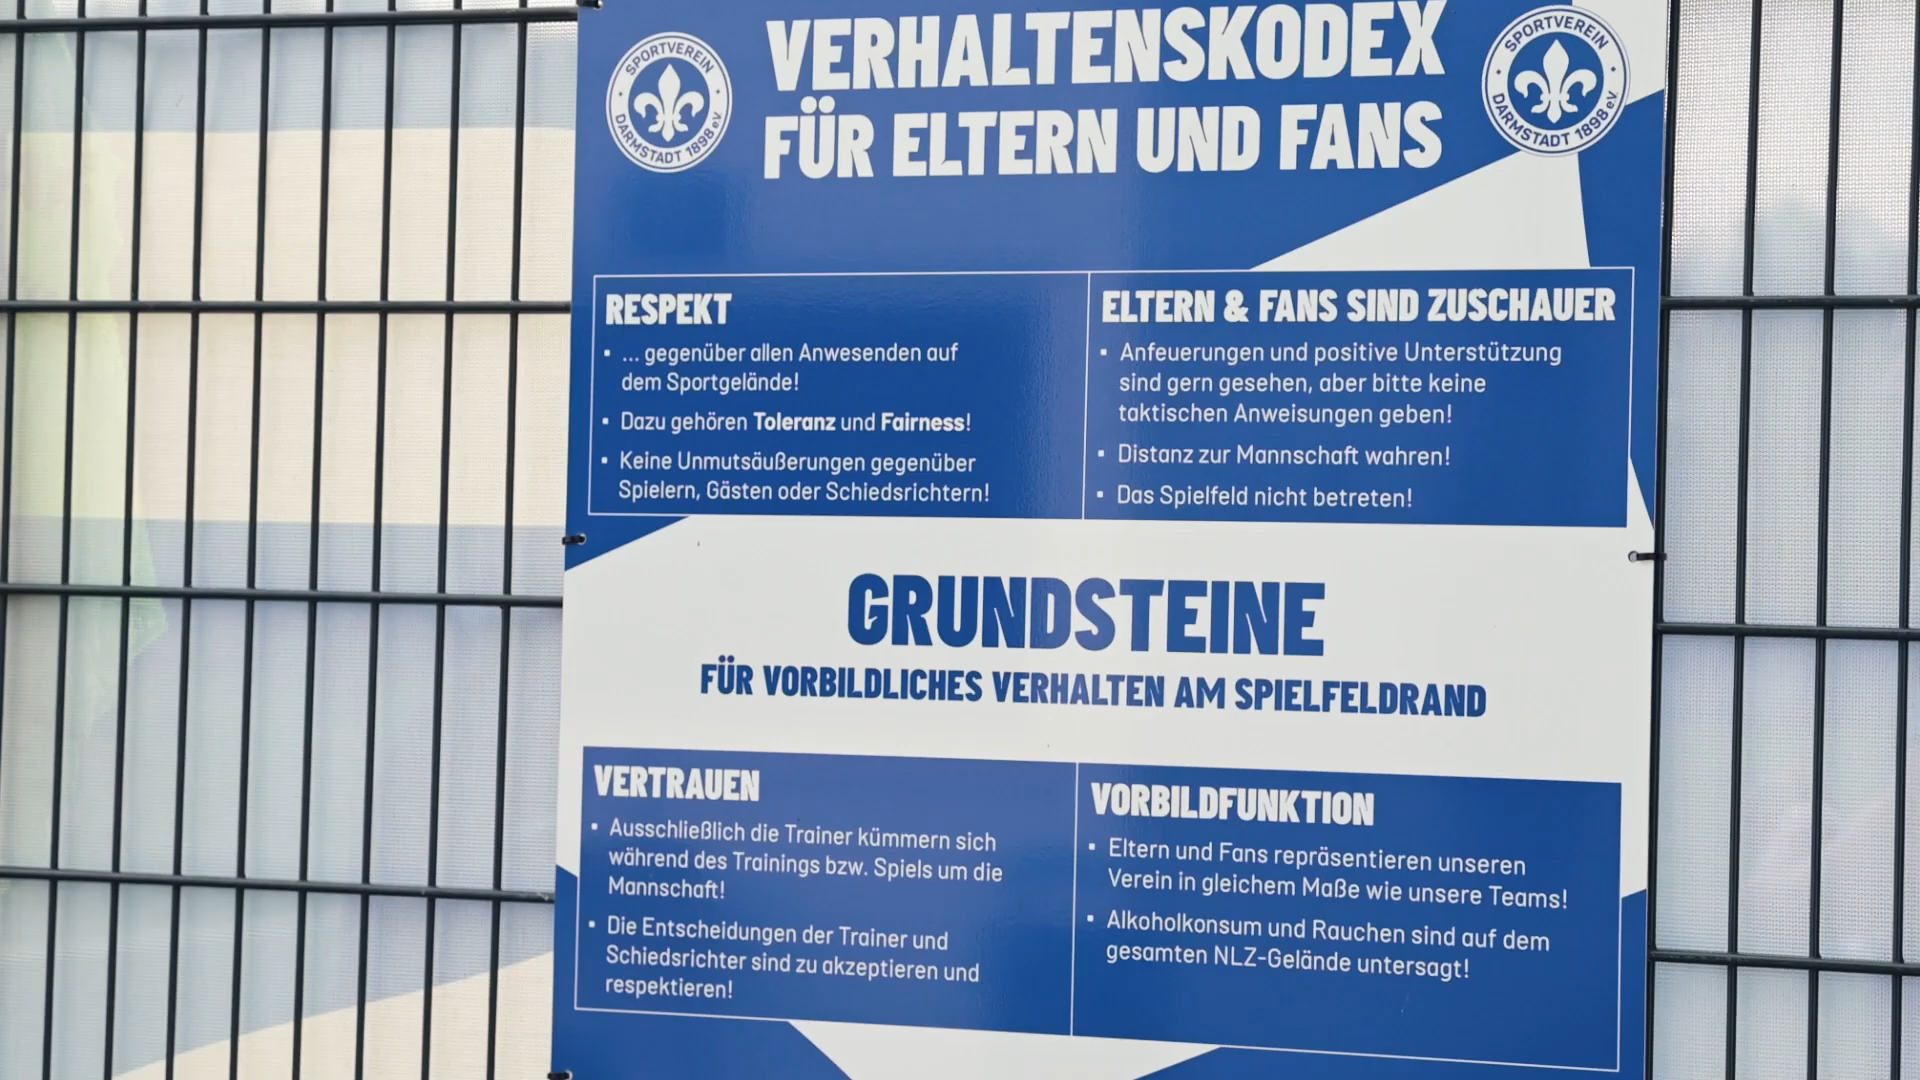 VERHALTENSKODEX
FÜR ELTERN UND FANS
SPORTVEREIN
DARMSTADT 1898 e.V.
SPORTVEREIN
DARMSTADT 1898 e.V.
RESPEKT
▪ ... gegenüber allen Anwesenden auf
dem Sportgelände!
▪ Dazu gehören Toleranz und Fairness!
▪ Keine Unmutsäußerungen gegenüber
Spielern, Gästen oder Schiedsrichtern!
ELTERN & FANS SIND ZUSCHAUER
▪ Anfeuerungen und positive Unterstützung
sind gern gesehen, aber bitte keine
taktischen Anweisungen geben!
▪ Distanz zur Mannschaft wahren!
▪ Das Spielfeld nicht betreten!
GRUNDSTEINE
FÜR VORBILDLICHES VERHALTEN AM SPIELFELDRAND
VERTRAUEN
▪ Ausschließlich die Trainer kümmern sich
während des Trainings bzw. Spiels um die
Mannschaft!
▪ Die Entscheidungen der Trainer und
Schiedsrichter sind zu akzeptieren und
respektieren!
VORBILDFUNKTION
▪ Eltern und Fans repräsentieren unseren
Verein in gleichem Maße wie unsere Teams!
▪ Alkoholkonsum und Rauchen sind auf dem
gesamten NLZ-Gelände untersagt!